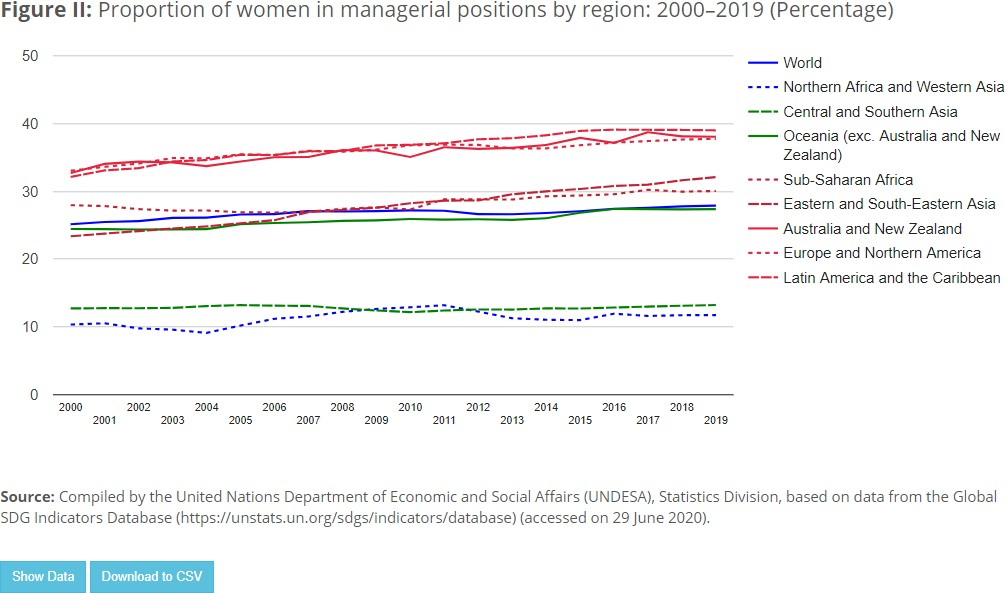 Figure II: Proportion of women in managerial positions by region: 2000–2019 (Percentage)
50
40
30
20
10
0
2000 2002 2004 2006 2008 2010 2012 2014 2016 2018
2001 2003 2005 2007 2009 2011 2013 2015 2017 2019
World
Northern Africa and Western Asia
Central and Southern Asia
Oceania (exc. Australia and New
Zealand)
Sub-Saharan Africa
Eastern and South-Eastern Asia
Australia and New Zealand
Europe and Northern America
Latin America and the Caribbean
Source: Compiled by the United Nations Department of Economic and Social Affairs (UNDESA), Statistics Division, based on data from the Global
SDG Indicators Database (https://unstats.un.org/sdgs/indicators/database) (accessed on 29 June 2020).
Show Data Download to CSV